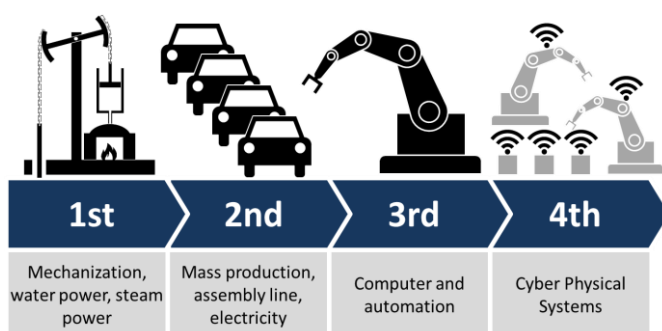 1st
2nd
3rd
4th
Mechanization,
water power, steam
power
Mass production,
assembly line,
electricity
Computer and
automation
Cyber Physical
Systems